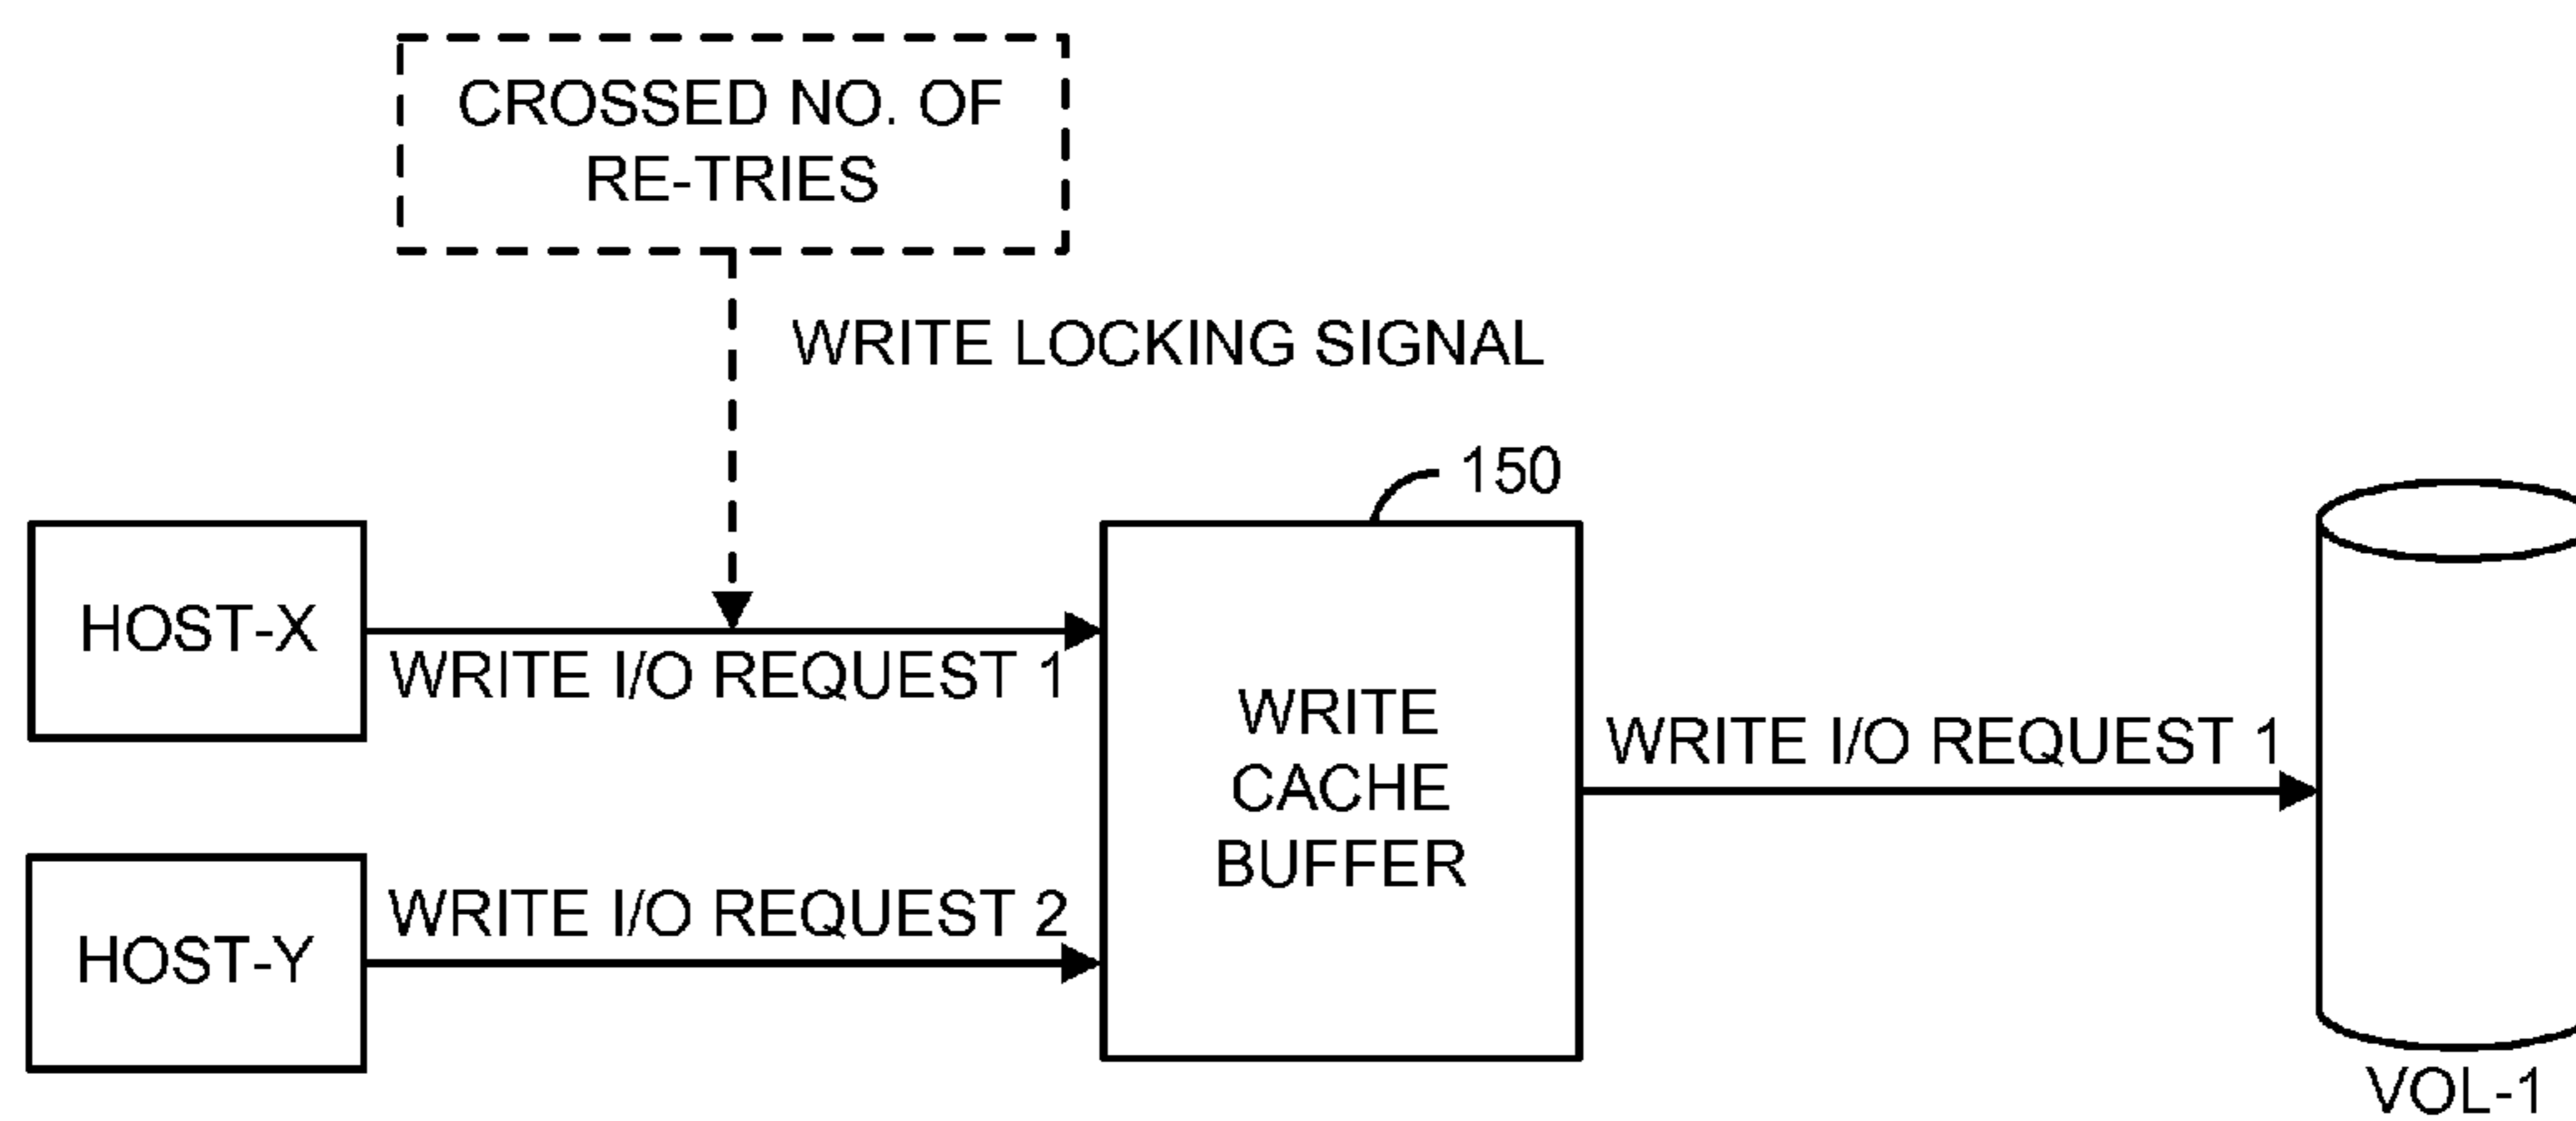 CROSSED NO. OF
RE-TRIES
WRITE LOCKING SIGNAL
150
HOST-X
WRITE I/O REQUEST 1
WRITE
CACHE
BUFFER
WRITE I/O REQUEST 1
HOST-Y
WRITE I/O REQUEST 2
VOL-1